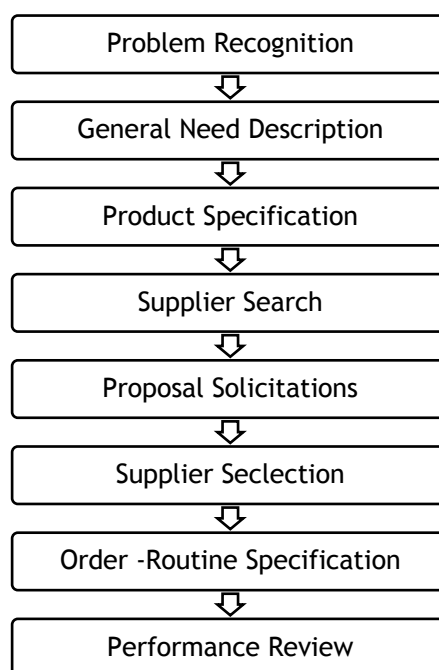 Problem Recognition
General Need Description
Product Specification
Supplier Search
Proposal Solicitations
Supplier Seclection
Order -Routine Specification
Performance Review